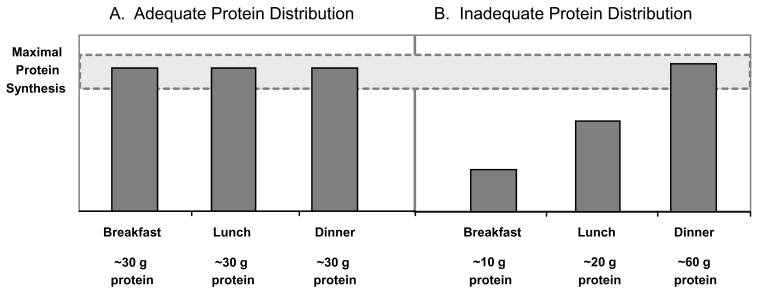 A. Adequate Protein Distribution
B. Inadequate Protein Distribution
Maximal
Protein
Synthesis
Breakfast Lunch Dinner Breakfast Lunch Dinner
~30 g ~30 g ~30 g ~10 g ~20 g ~60 g
protein protein protein protein protein protein